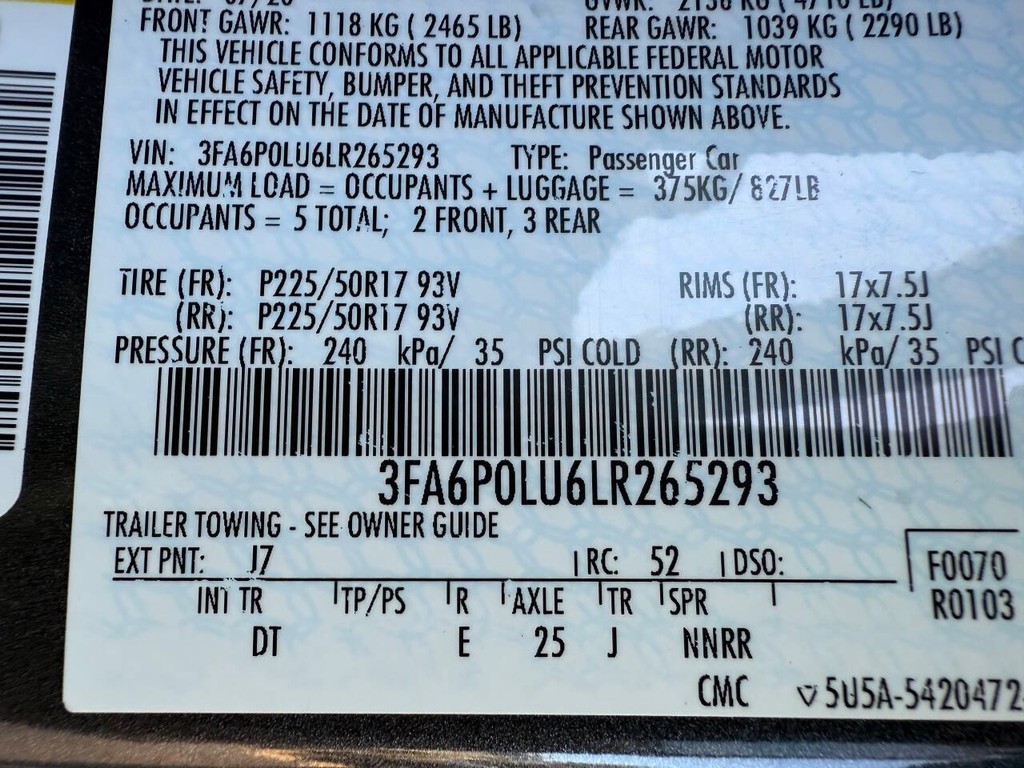 FRONT GAWR: 1118 KG ( 2465 LB) REAR GAWR: 1039 KG ( 2290 LB)
THIS VEHICLE CONFORMS TO ALL APPLICABLE FEDERAL MOTOR
VEHICLE SAFETY, BUMPER, AND THEFT PREVENTION STANDARDS
IN EFFECT ON THE DATE OF MANUFACTURE SHOWN ABOVE.
VIN: 3FA6P0LU6LR265293 TYPE: Passenger Car
MAXIMUM LOAD = OCCUPANTS + LUGGAGE = 375KG/ 827LB
OCCUPANTS = 5 TOTAL; 2 FRONT, 3 REAR
TIRE (FR): P225/50R17 93V RIMS (FR): 17x7.5J
(RR): P225/50R17 93V (RR): 17x7.5J
PRESSURE (FR): 240 kPa/ 35 PSI COLD (RR): 240 kPa/ 35 PSI C
3FA6P0LU6LR265293
TRAILER TOWING - SEE OWNER GUIDE
EXT PNT: J7 RC: 52 DSO: F0070
INT TR TP/PS R AXLE TR SPR R0103
DT E 25 J NNRR
CMC 5U5A-5420472